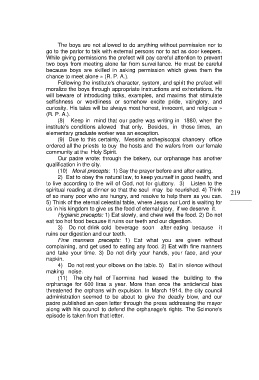 The boys are not allowed to do anything without permission nor to
go to the parlor to talk with external persons nor to act as door keepers.
While giving permissions the prefect will pay careful attention to prevent
two boys from meeting alone far from surveillance. He must be careful
because boys are skilled in asking permission which gives them the
chance to meet alone » (R. P. A.).
Following the institute's character, system, and spirit the prefect will
moralize the boys through appropriate instructions and exhortations. He
will beware of introducing talks, examples, and maxims that stimulate
selfishness or worldliness or somehow excite pride, vainglory, and
curiosity. His tales will be always most honest, innocent, and religious »
(R. P. A.).
(8) Keep in mind that our padre was writing in 1880, when the
institute's conditions allowed that only. Besides, in those times, an
elementary graduate worker was an exception.
(9) Due to this certainty, Messina archiepiscopal chancery office
ordered all the priests to buy the hosts and the wafers from our female
community at the Holy Spirit.
Our padre wrote: through the bakery, our orphanage has another
qualification in the city.
(10) Moral precepts: 1) Say the prayer before and after eating.
2) Eat to obey the natural law, to keep yourself in good health, and
to live according to the will of God, not for gluttony. 3) Listen to the
spiritual reading at dinner so that the soul may be nourished. 4) Think
of so many poor who are hungry, and resolve to help them as you can.
5) Think of the eternal celestial table, where Jesus our Lord is waiting for
us in his kingdom to give us the food of eternal glory, if we deserve it.
Hygienic precepts: 1) Eat slowly, and chew well the food. 2) Do not
eat too hot food because it ruins our teeth and our digestion.
3) Do not drink cold beverage soon after eating because it
ruins our digestion and our teeth.
Fine manners precepts: 1) Eat what you are given without
complaining, and get used to eating any food. 2) Eat with fine manners
and take your time. 3) Do not dirty your hands, your face, and your
napkin.
4) Do not rest your elbows on the table. 5) Eat in silence without
making noise.
(11) The city hall of Taormina had leased the building to the
orphanage for 600 liras a year. More than once the anticlerical bias
threatened the orphans with expulsion. In March 1914, the city council
administration seemed to be about to give the deadly blow, and our
padre published an open letter through the press addressing the mayor
along with his council to defend the orphanage's rights. The Scimone's
episode is taken from that letter.
219